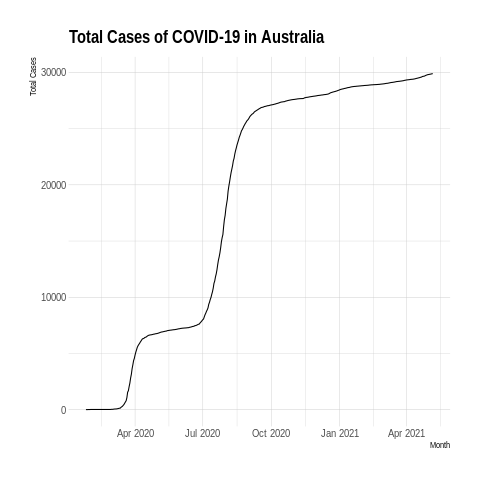 Total Cases of COVID-19 in Australia
Total Cases
30000
20000
10000
0
Apr 2020 Jul 2020 Oct 2020 Jan 2021 Apr 2021
Month